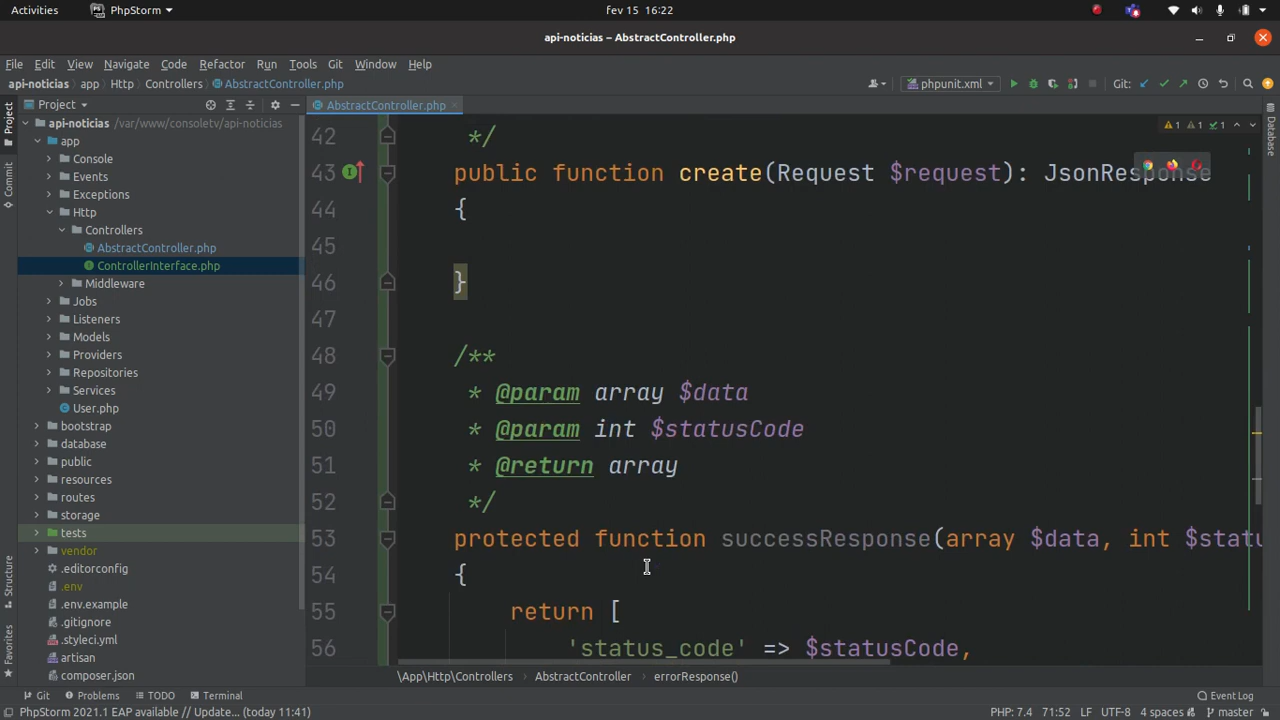 Activities PhpStorm fev 15 16:22
api-noticias – AbstractController.php
File Edit View Navigate Code Refactor Run Tools Git Window Help
api-noticias app Http Controllers AbstractController.php phpunit.xml Git:
Project AbstractController.php
api-noticias /var/www/consoletv/api-noticias
app
Console
Events
Exceptions
Http
Controllers
AbstractController.php
ControllerInterface.php
Middleware
Jobs
Listeners
Models
Providers
Repositories
Services
User.php
bootstrap
database
public
resources
routes
storage
tests
vendor
.editorconfig
.env
.env.example
.gitignore
.styleci.yml
artisan
composer.json
Project
Commit
Structure
Favorites
Database
1 1 1
42 */
43 public function create(Request $request): JsonResponse
44 {
45
46 }
47
48 /**
49 * @param array $data
50 * @param int $statusCode
51 * @return array
52 */
53 protected function successResponse(array $data, int $statu
54 {
55 return [
56 'status_code' => $statusCode,
\App\Http\Controllers AbstractController errorResponse()
Git Problems TODO Terminal Event Log
PhpStorm 2021.1 EAP available // Update... (today 11:41) PHP: 7.4 71:52 LF UTF-8 4 spaces master